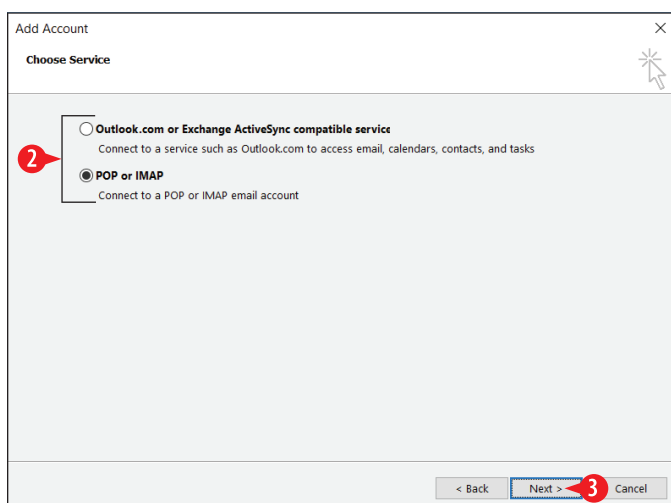 Add Account
Choose Service
Outlook.com or Exchange ActiveSync compatible service
Connect to a service such as Outlook.com to access email, calendars, contacts, and tasks
2
POP or IMAP
Connect to a POP or IMAP email account
< Back Next > 3 Cancel